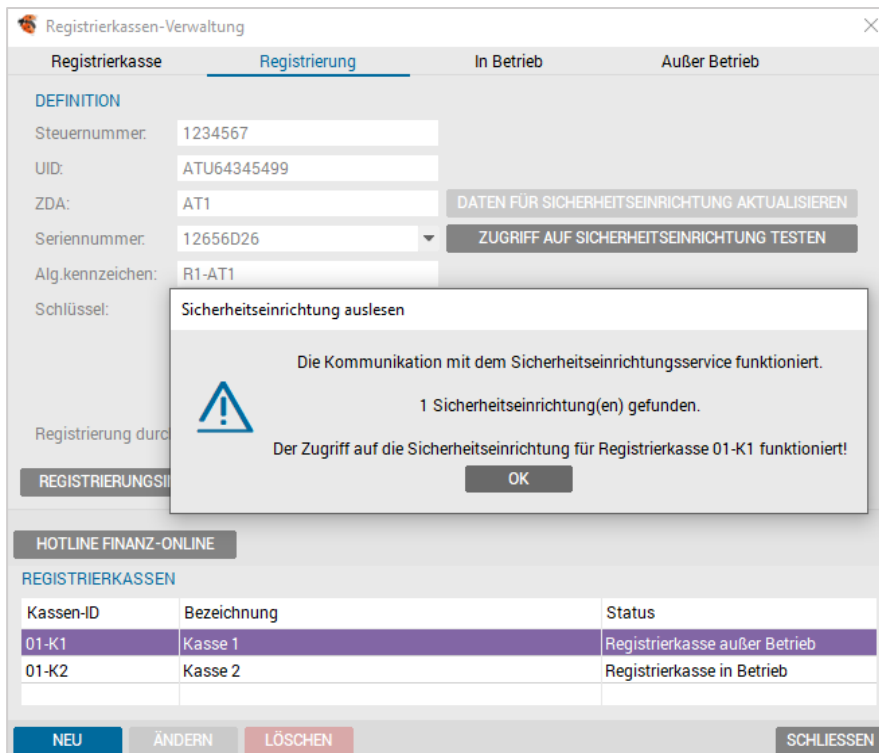 Registrierkassen-Verwaltung
Registrierkasse Registrierung In Betrieb Außer Betrieb
DEFINITION
Steuernummer: 1234567
UID: ATU64345499
ZDA: AT1 DATEN FÜR SICHERHEITSEINRICHTUNG AKTUALISIEREN
Seriennummer: 12656D26 ZUGRIFF AUF SICHERHEITSEINRICHTUNG TESTEN
Alg.kennzeichen: R1-AT1
Schlüssel:
Sicherheitseinrichtung auslesen
Die Kommunikation mit dem Sicherheitseinrichtungsservice funktioniert.
1 Sicherheitseinrichtung(en) gefunden.
Der Zugriff auf die Sicherheitseinrichtung für Registrierkasse 01-K1 funktioniert!
OK
Registrierung
HOTLINE FINANZ-ONLINE
REGISTRIERKASSEN
Kassen-ID Bezeichnung Status
01-K1 Kasse 1 Registrierkasse außer Betrieb
01-K2 Kasse 2 Registrierkasse in Betrieb
NEU ÄNDERN LÖSCHEN SCHLIESSEN